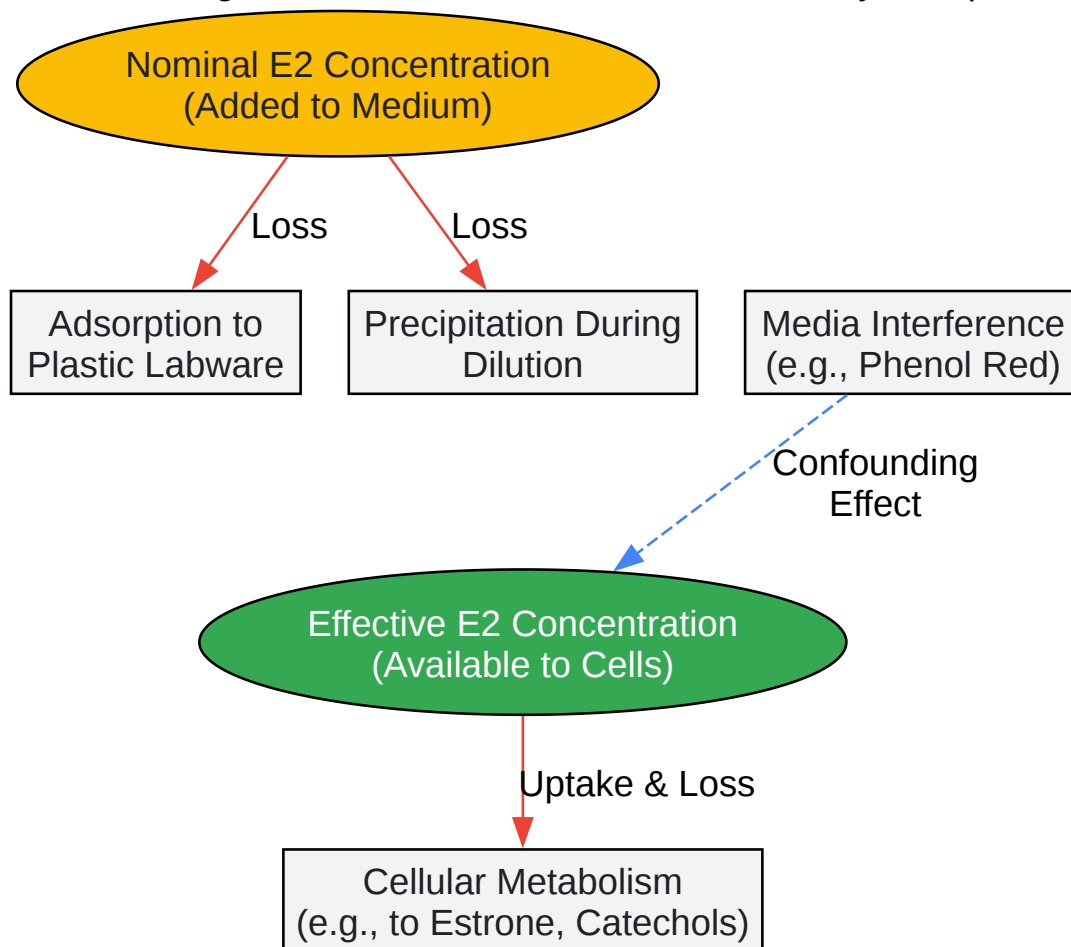 Nominal E2 Concentration
(Added to Medium)
Loss
Loss
Adsorption to
Plastic Labware
Precipitation During
Dilution
Media Interference
(e.g., Phenol Red)
Confounding
Effect
Effective E2 Concentration
(Available to Cells)
Uptake & Loss
Cellular Metabolism
(e.g., to Estrone, Catechols)